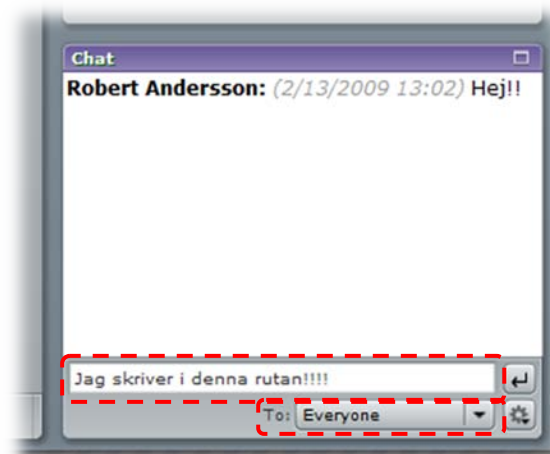 Chat
Robert Andersson: (2/13/2009 13:02) Hej!!
Jag skriver i denna rutan!!!!
To: Everyone